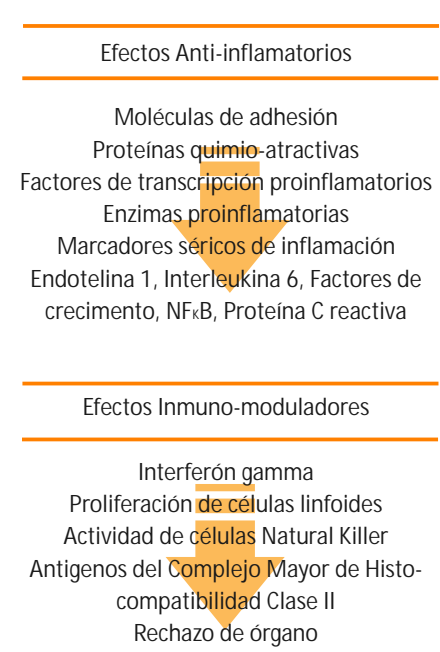 Efectos Anti-inflamatorios
Moléculas de adhesión
Proteínas quimio-atractivas
Factores de transcripción proinflamatorios
Enzimas proinflamatorias
Marcadores séricos de inflamación
Endotelina 1, Interleukina 6, Factores de
crecimiento, NFκB, Proteína C reactiva
Efectos Inmuno-moduladores
Interferón gamma
Proliferación de células linfoides
Actividad de células Natural Killer
Antigenos del Complejo Mayor de Histo-
compatibilidad Clase II
Rechazo de órgano